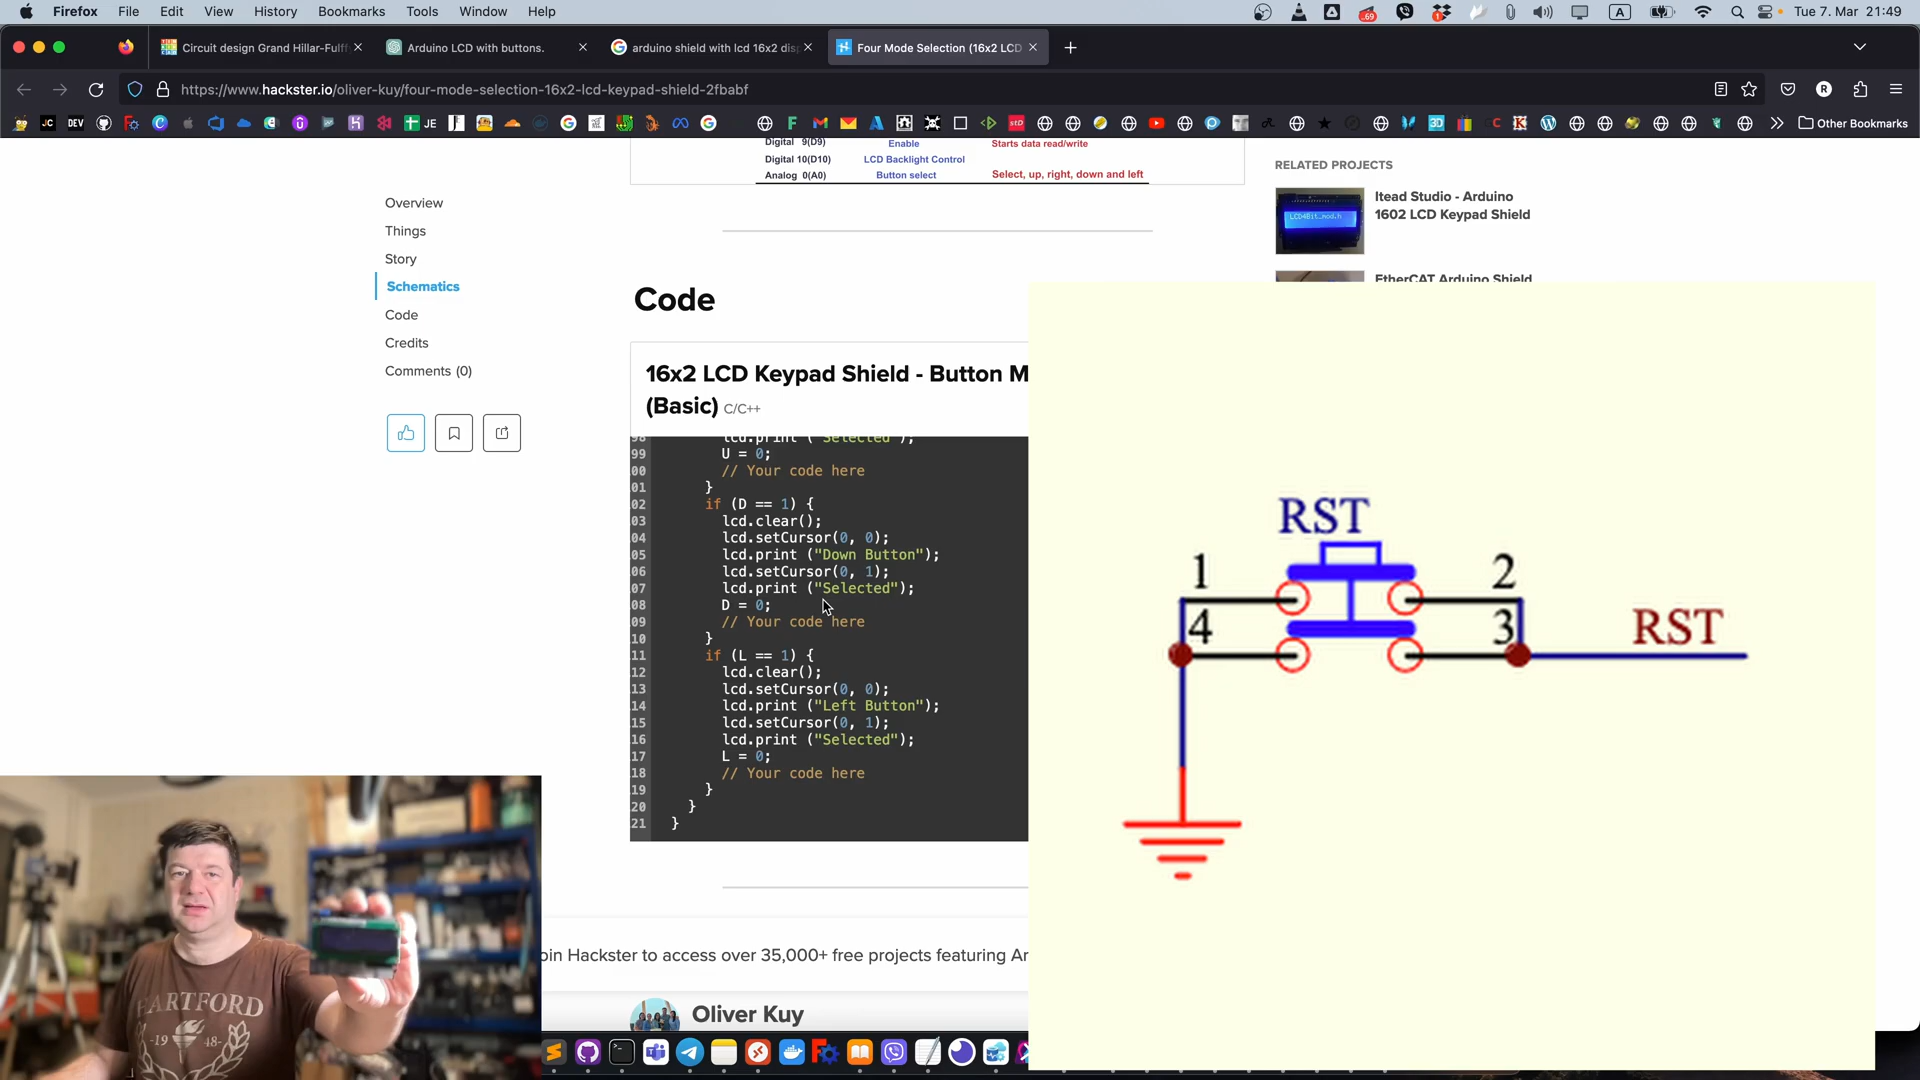 Firefox File Edit View History Bookmarks Tools Window Help
Tue 7. Mar 21:49
Circuit design Grand Hillar-Fulff
Arduino LCD with buttons.
arduino shield with lcd 16x2 disp
Four Mode Selection (16x2 LCD
https://www.hackster.io/oliver-kuy/four-mode-selection-16x2-lcd-keypad-shield-2fbabf
Other Bookmarks
Digital 9(D9) Enable Starts data read/write
Digital 10(D10) LCD Backlight Control
Analog 0(A0) Button select Select, up, right, down and left
Overview
Things
Story
Schematics
Code
Credits
Comments (0)
RELATED PROJECTS
Itead Studio - Arduino
1602 LCD Keypad Shield
EtherCAT Arduino Shield
Code
16x2 LCD Keypad Shield - Button M
(Basic) C/C++
98 lcd.print ("Selected");
99 U = 0;
00 // Your code here
01 }
02 if (D == 1) {
03 lcd.clear();
04 lcd.setCursor(0, 0);
05 lcd.print ("Down Button");
06 lcd.setCursor(0, 1);
07 lcd.print ("Selected");
08 D = 0;
09 // Your code here
10 }
11 if (L == 1) {
12 lcd.clear();
13 lcd.setCursor(0, 0);
14 lcd.print ("Left Button");
15 lcd.setCursor(0, 1);
16 lcd.print ("Selected");
17 L = 0;
18 // Your code here
19 }
20 }
21 }
RST
1 2
4 3
RST
oin Hackster to access over 35,000+ free projects featuring Ar
Oliver Kuy
EARTFORD
-19 48-